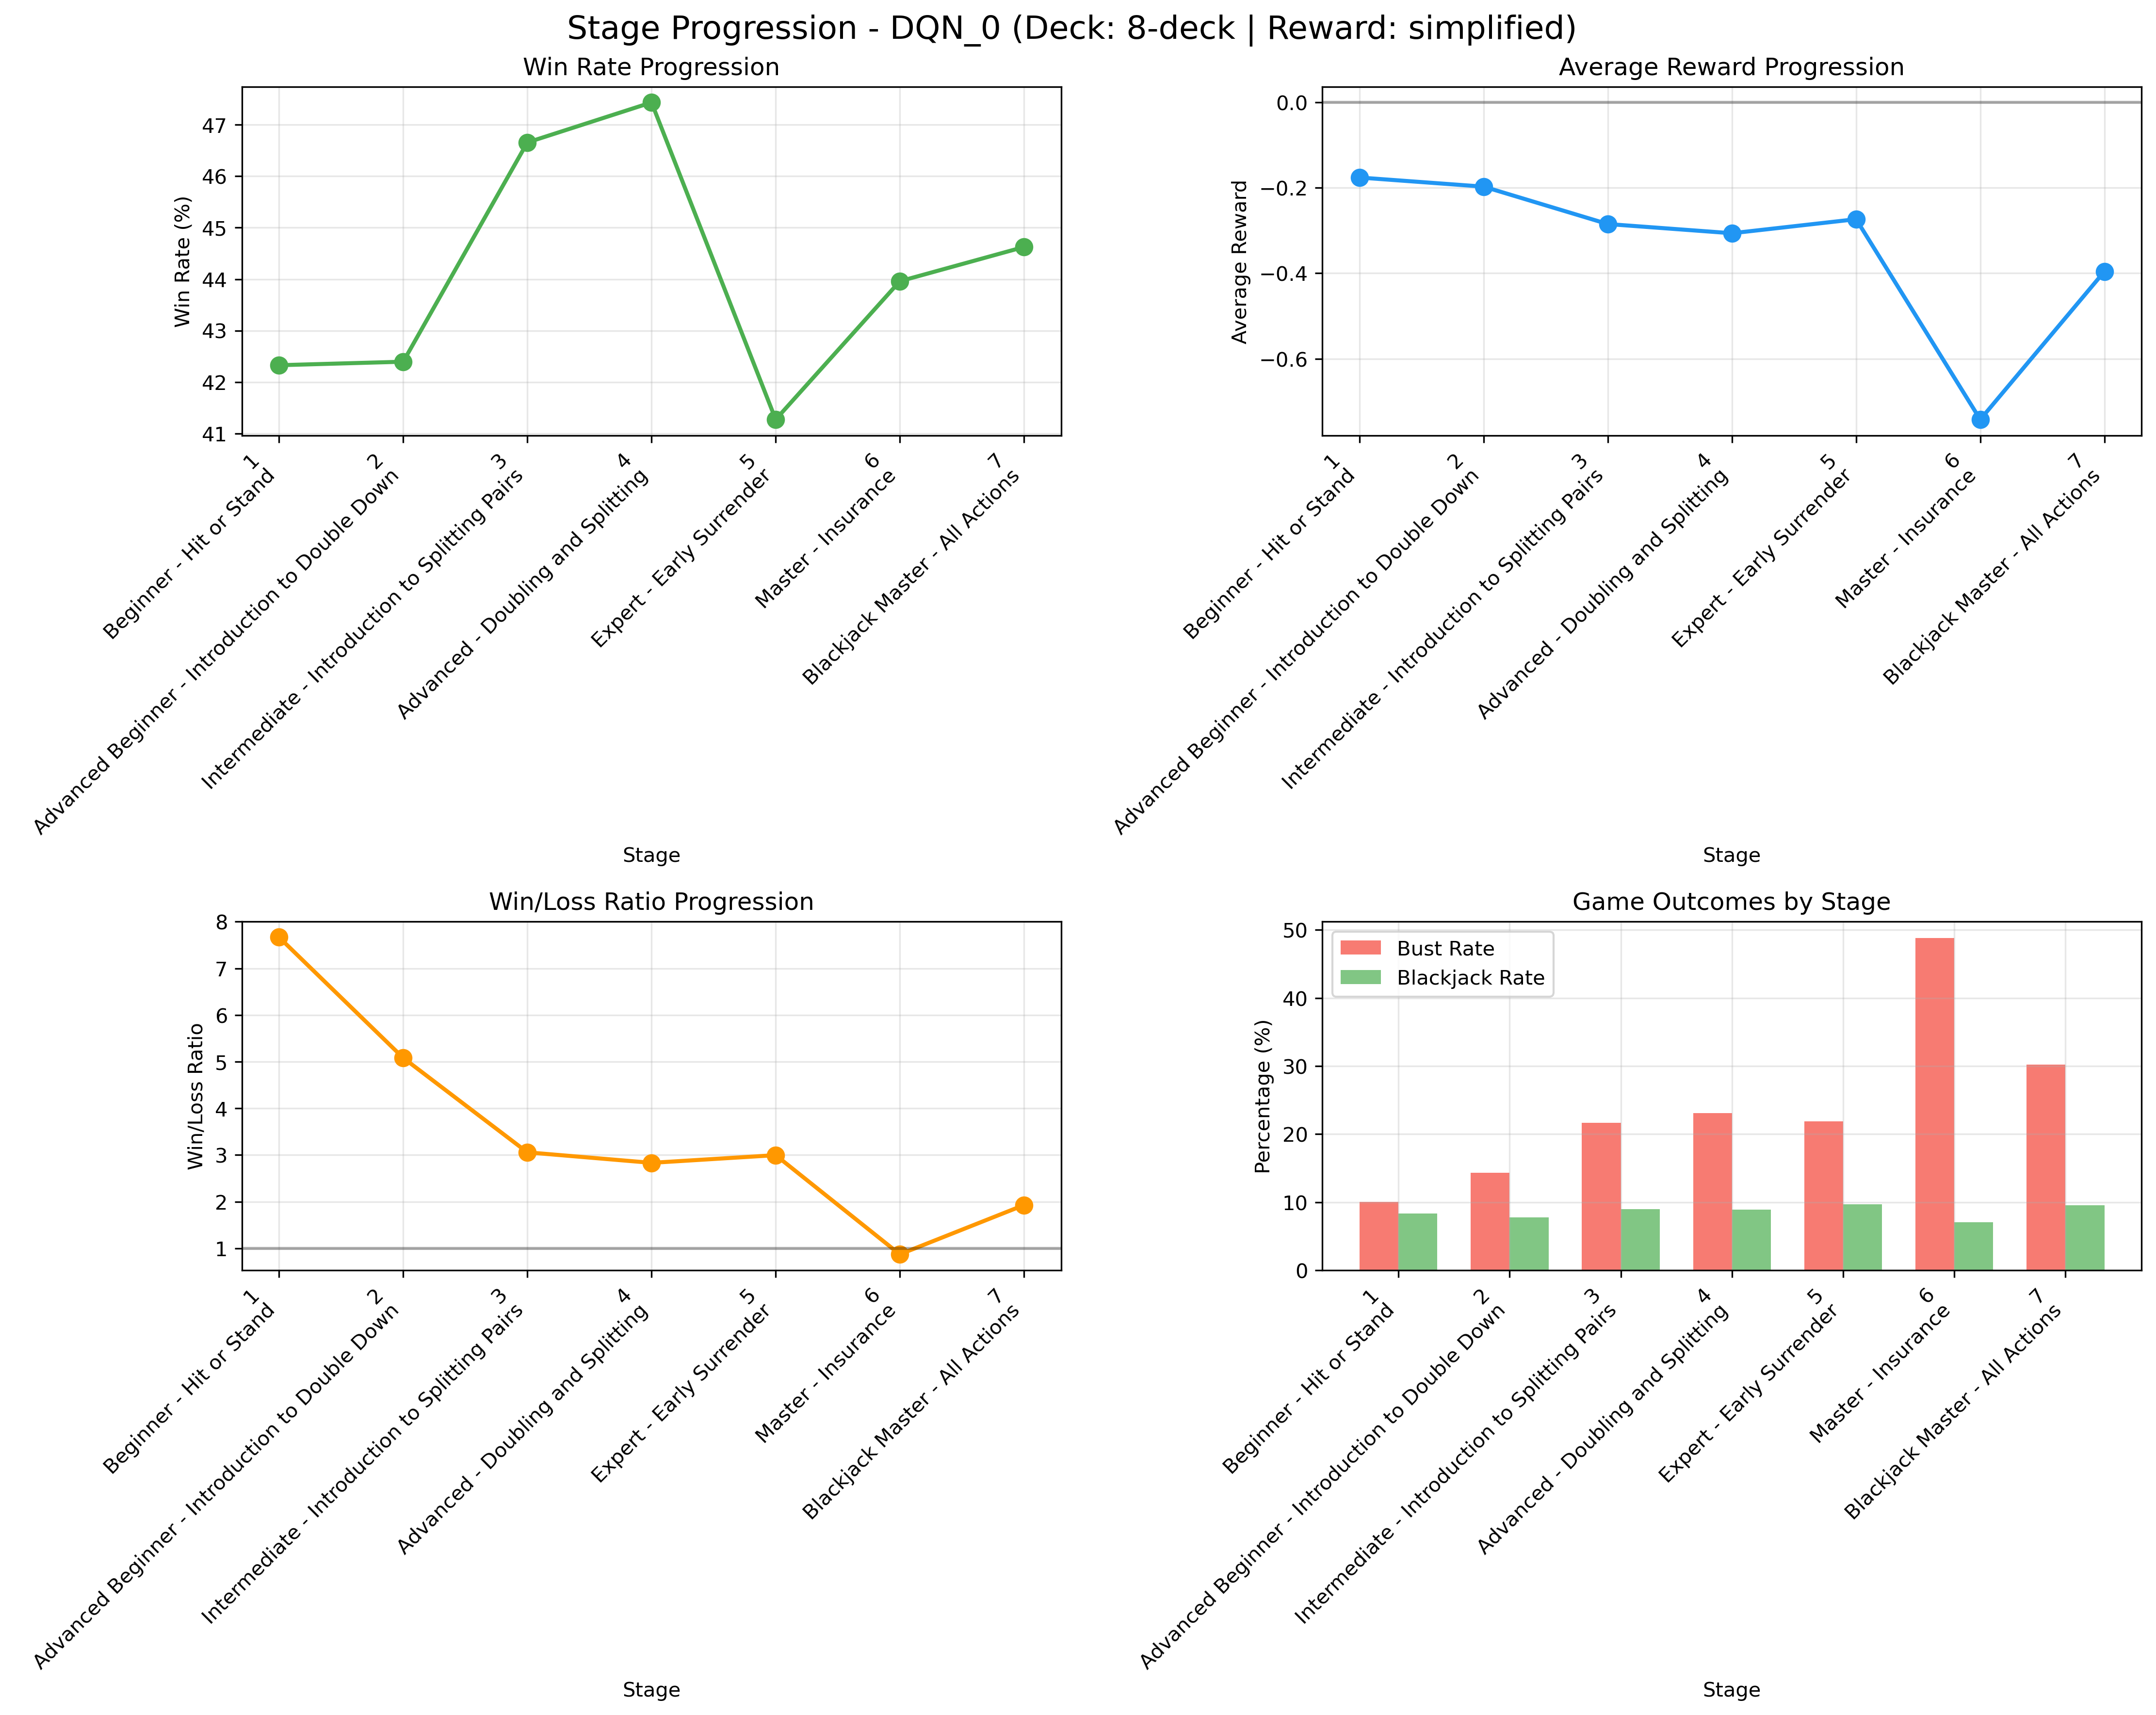 Stage Progression - DQN_0 (Deck: 8-deck | Reward: simplified)
Win Rate Progression
Win Rate (%)
47
46
45
44
43
42
41
1
Beginner - Hit or Stand
2
Advanced Beginner - Introduction to Double Down
3
Intermediate - Introduction to Splitting Pairs
4
Advanced - Doubling and Splitting
5
Expert - Early Surrender
6
Master - Insurance
7
Blackjack Master - All Actions
Stage
Average Reward Progression
Average Reward
0.0
−0.2
−0.4
−0.6
1
Beginner - Hit or Stand
2
Advanced Beginner - Introduction to Double Down
3
Intermediate - Introduction to Splitting Pairs
4
Advanced - Doubling and Splitting
5
Expert - Early Surrender
6
Master - Insurance
7
Blackjack Master - All Actions
Stage
Win/Loss Ratio Progression
Win/Loss Ratio
8
7
6
5
4
3
2
1
1
Beginner - Hit or Stand
2
Advanced Beginner - Introduction to Double Down
3
Intermediate - Introduction to Splitting Pairs
4
Advanced - Doubling and Splitting
5
Expert - Early Surrender
6
Master - Insurance
7
Blackjack Master - All Actions
Stage
Game Outcomes by Stage
Bust Rate
Blackjack Rate
Percentage (%)
50
40
30
20
10
0
1
Beginner - Hit or Stand
2
Advanced Beginner - Introduction to Double Down
3
Intermediate - Introduction to Splitting Pairs
4
Advanced - Doubling and Splitting
5
Expert - Early Surrender
6
Master - Insurance
7
Blackjack Master - All Actions
Stage